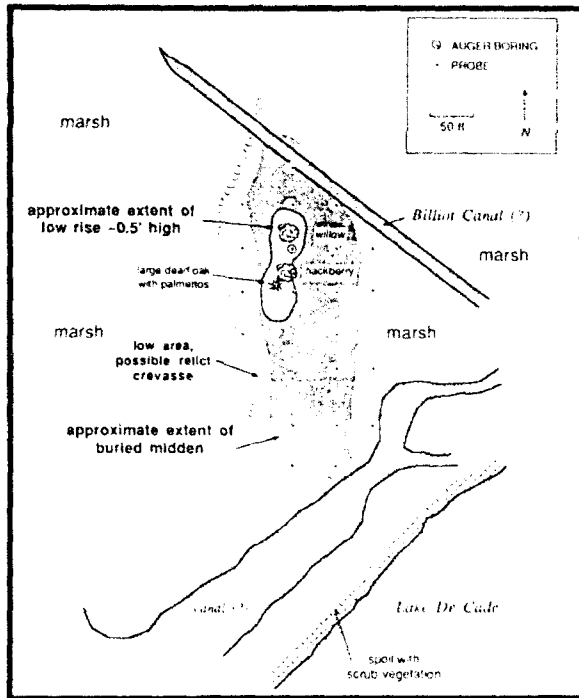 AUGER BORING
PROBE
50 ft
N
marsh
approximate extent of
low rise ~0.5' high
Billiot Canal (?)
marsh
willow
large dead oak
with palmettos
hackberry
marsh
marsh
low area,
possible relict
crevasse
approximate extent of
buried midden
canal (?)
Lake De Cade
spoil with
scrub vegetation